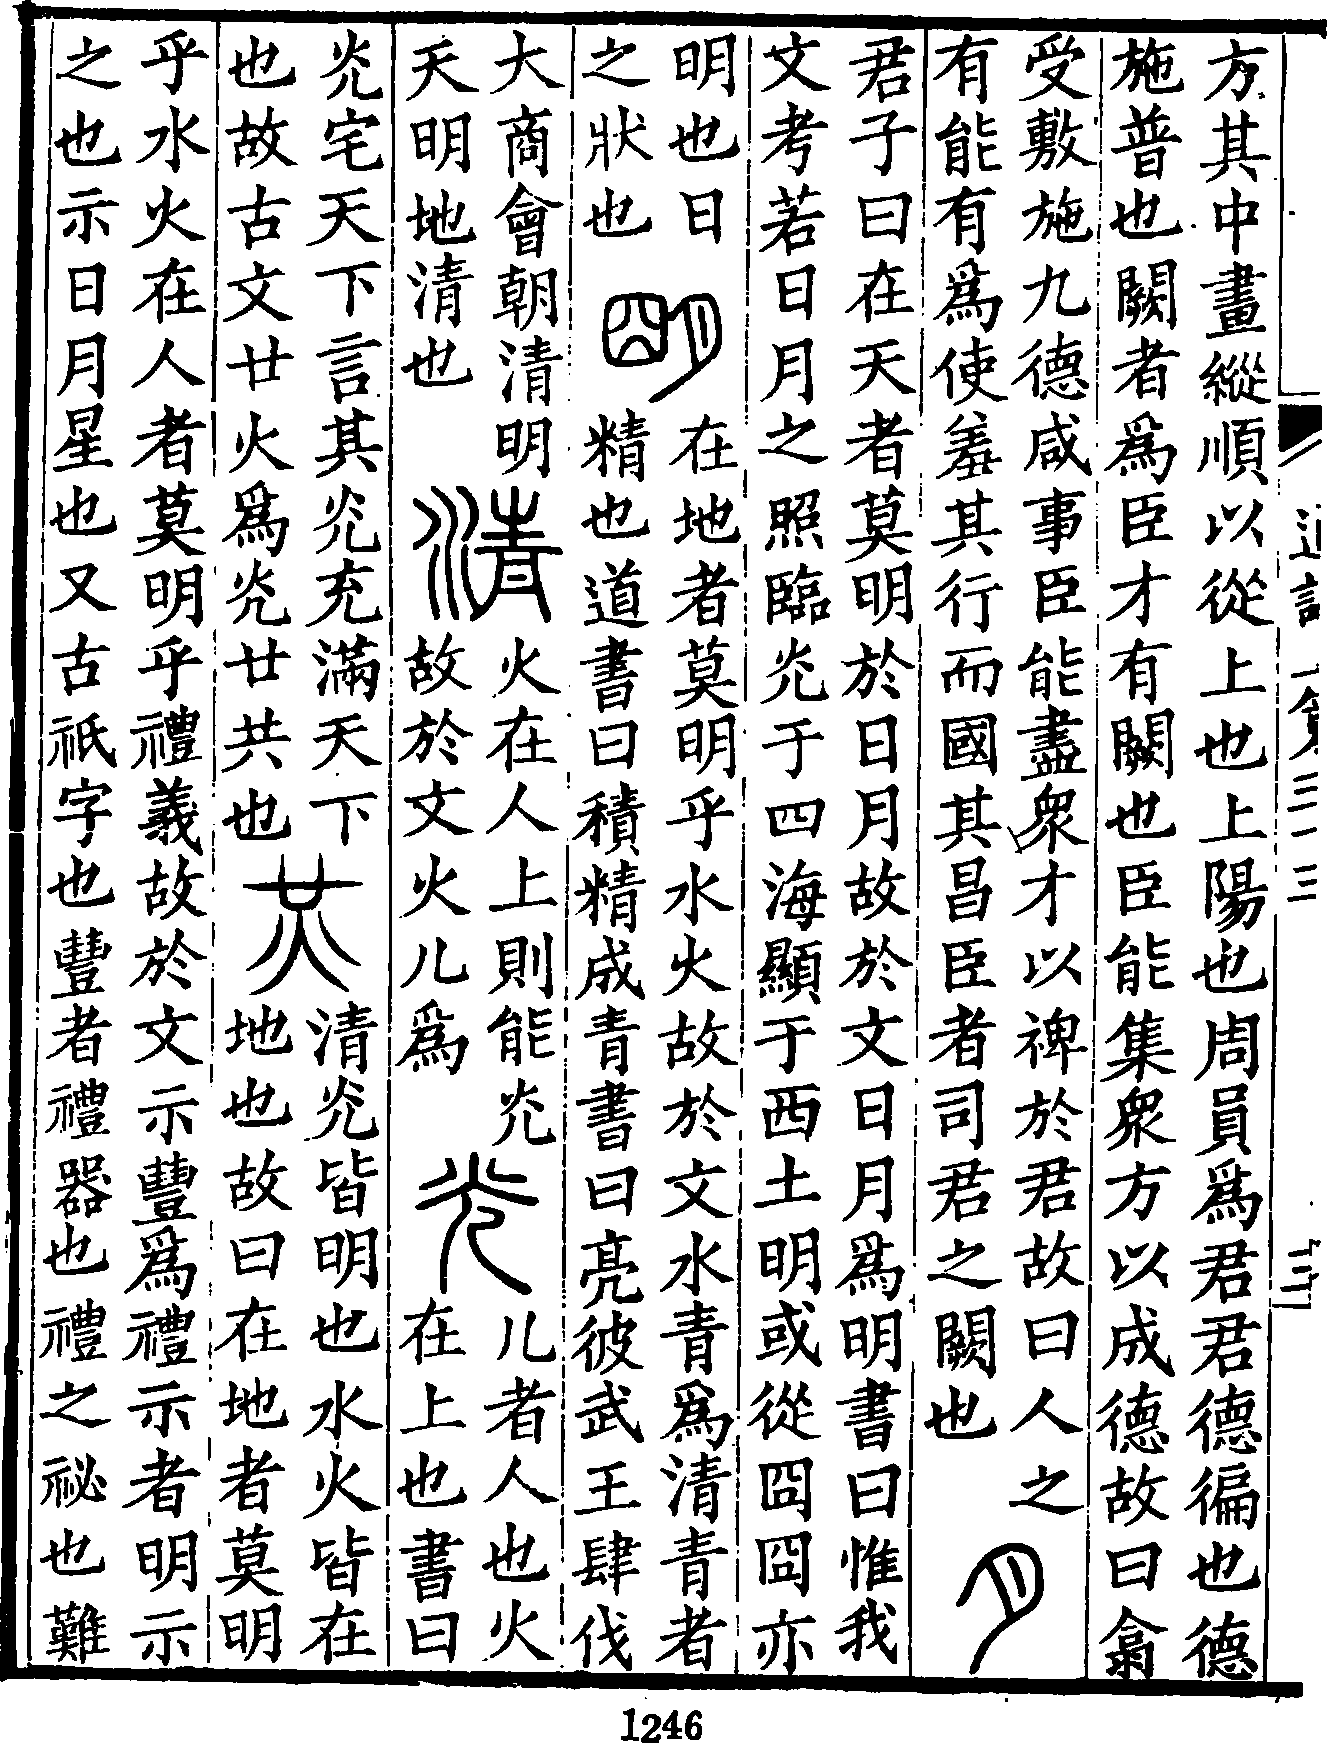 方其中畫縱順以從上也上陽也周員爲君君德徧也德
施普也闕者爲臣才有闕也臣能集衆方以成德故曰翕
受敷施九德咸事臣能盡衆才以禆於君故曰人之
有能有爲使羞其行而國其昌臣者司君之闕也
月
君子曰在天者莫明於日月故於文日月爲明書曰惟我
文考若日月之照臨灮于四海顯于西土明或從囧囧亦
明也日
之狀也
朙
在地者莫明乎水火故於文水青爲清青者
精也道書曰積精成青書曰亮彼武王肆伐
大商會朝清明
天明地清也
清
火在人上則能灮
故於文火儿爲
灮
儿者人也火
在上也書曰
灮宅天下言其灮充滿天下
也故古文廿火爲灮廿共也
炗
清灮皆明也水火皆在
地也故曰在地者莫明
乎水火在人者莫明乎禮義故於文示豊爲禮示者明示
之也示日月星也又古祇字也豊者禮器也禮之祕也難
1246